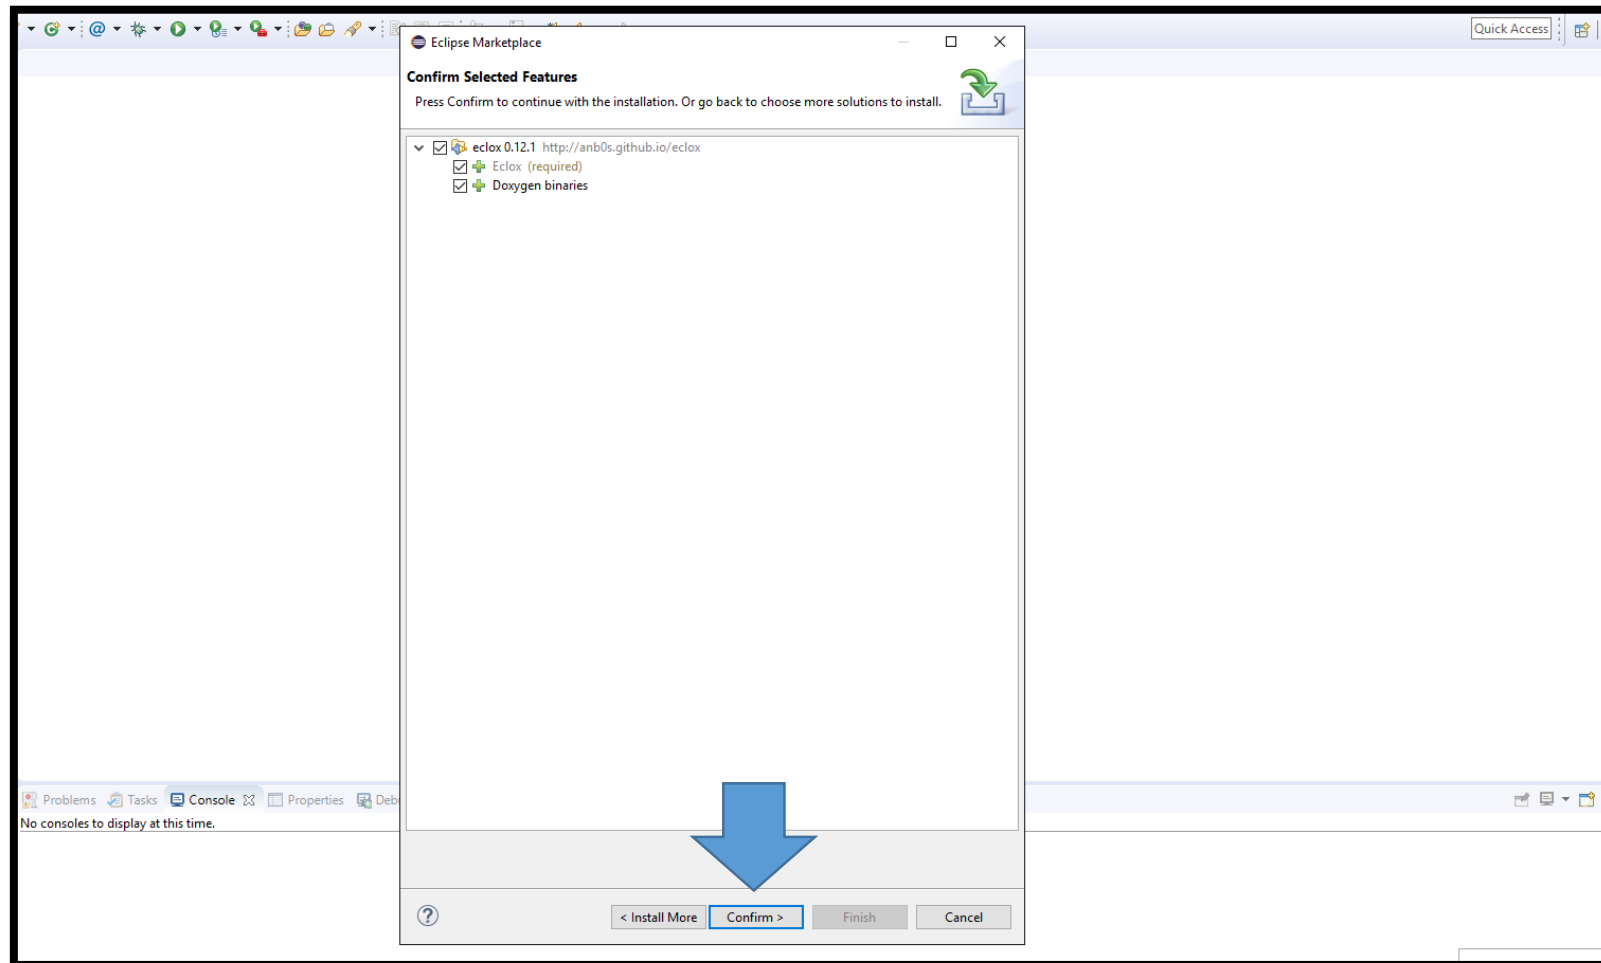 Quick Access
Eclipse Marketplace
Confirm Selected Features
Press Confirm to continue with the installation. Or go back to choose more solutions to install.
eclox 0.12.1 http://anb0s.github.io/eclox
Eclox (required)
Doxygen binaries
Problems Tasks Console Properties Deb
No consoles to display at this time.
< Install More Confirm > Finish Cancel